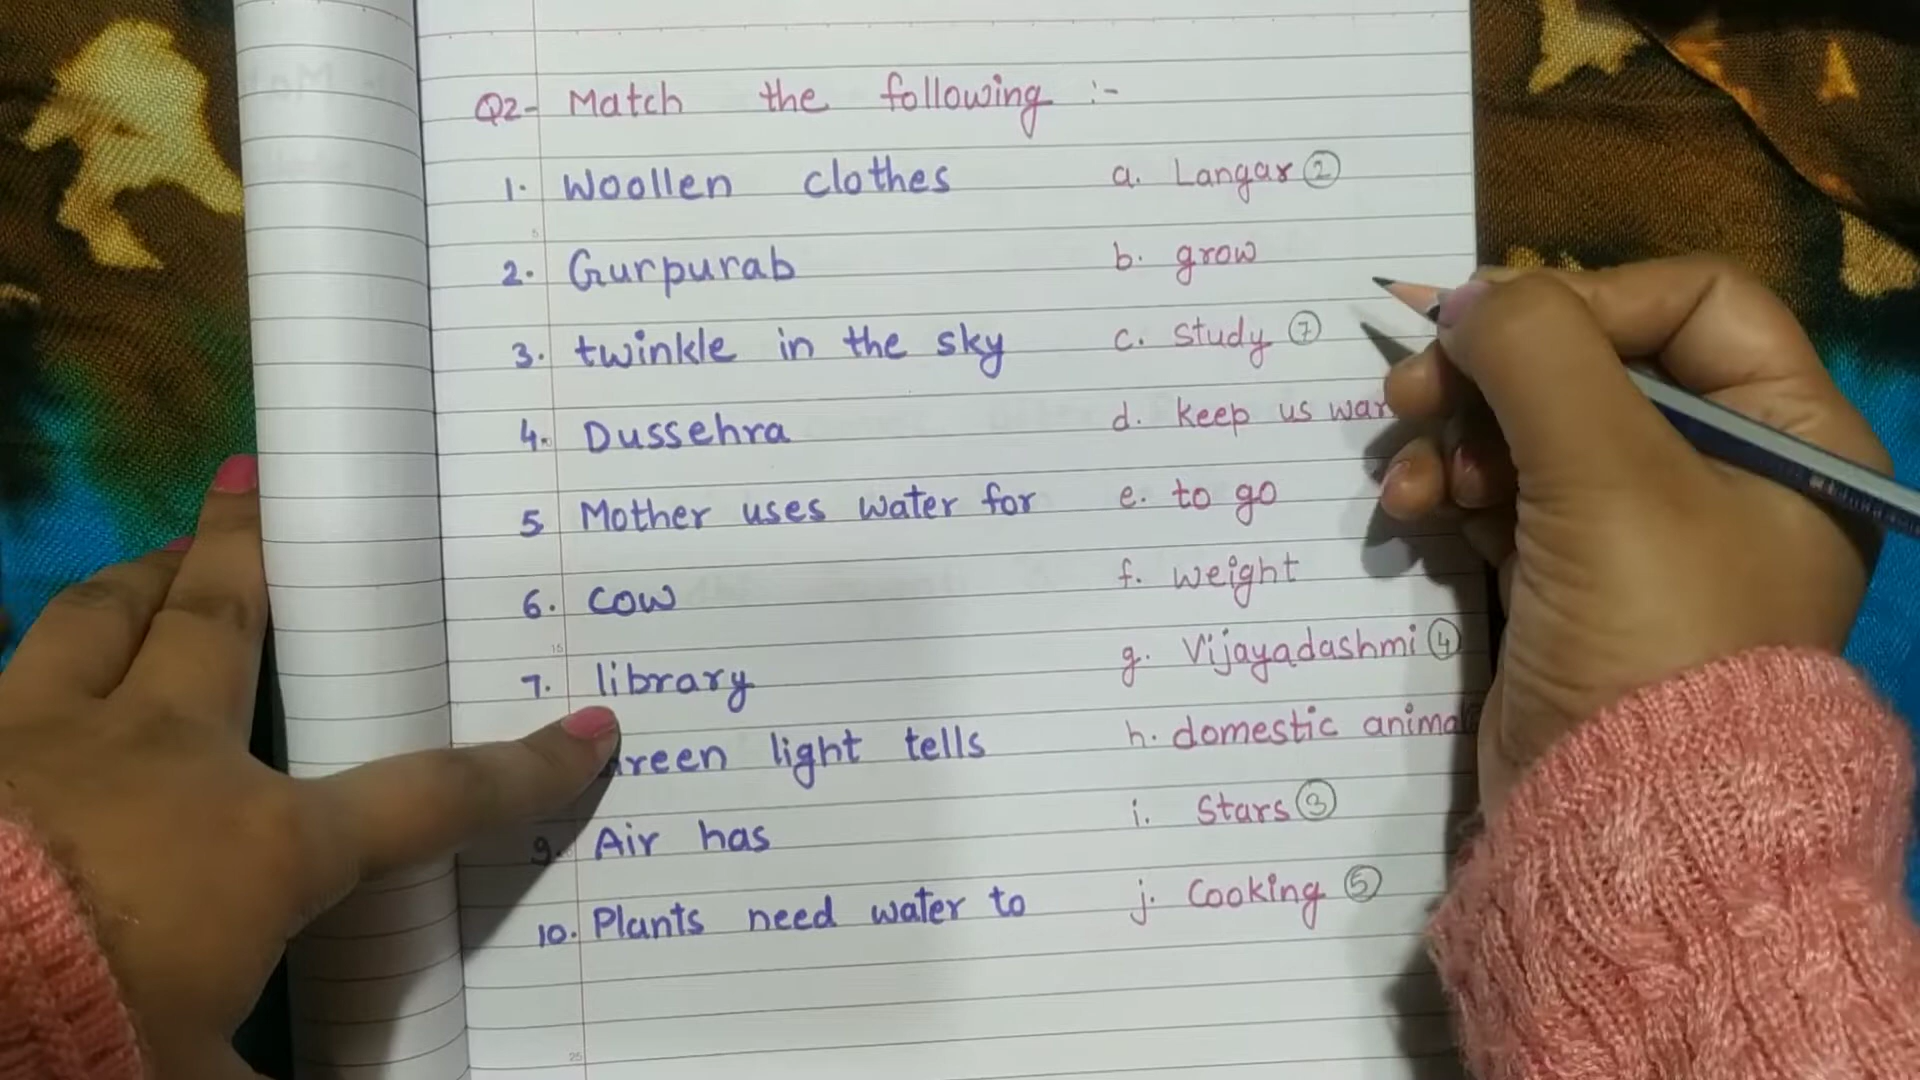 Q2- Match the following :-
1. Woollen clothes a. Langar ②
2. Gurpurab b. grow
3. twinkle in the sky c. study ⑦
4. Dussehra d. keep us
5 Mother uses water for e. to go
6. cow f. weight
7. library g. Vijayadashmi ④
light tells h. domestic
9. Air has i. Stars ③
10. Plants need water to j. Cooking ⑤